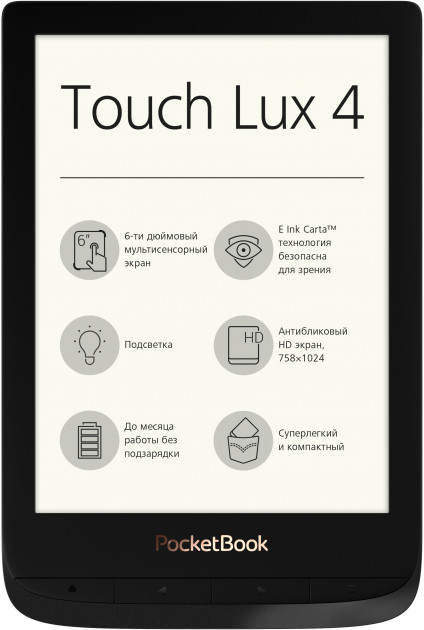 Touch Lux 4
6"
6-ти дюймовый
мультисенсорный
экран
E Ink Carta™
технология
безопасна
для зрения
Подсветка
HD
Антибликовый
HD экран,
758×1024
До месяца
работы без
подзарядки
Суперлегкий
и компактный
PocketBook